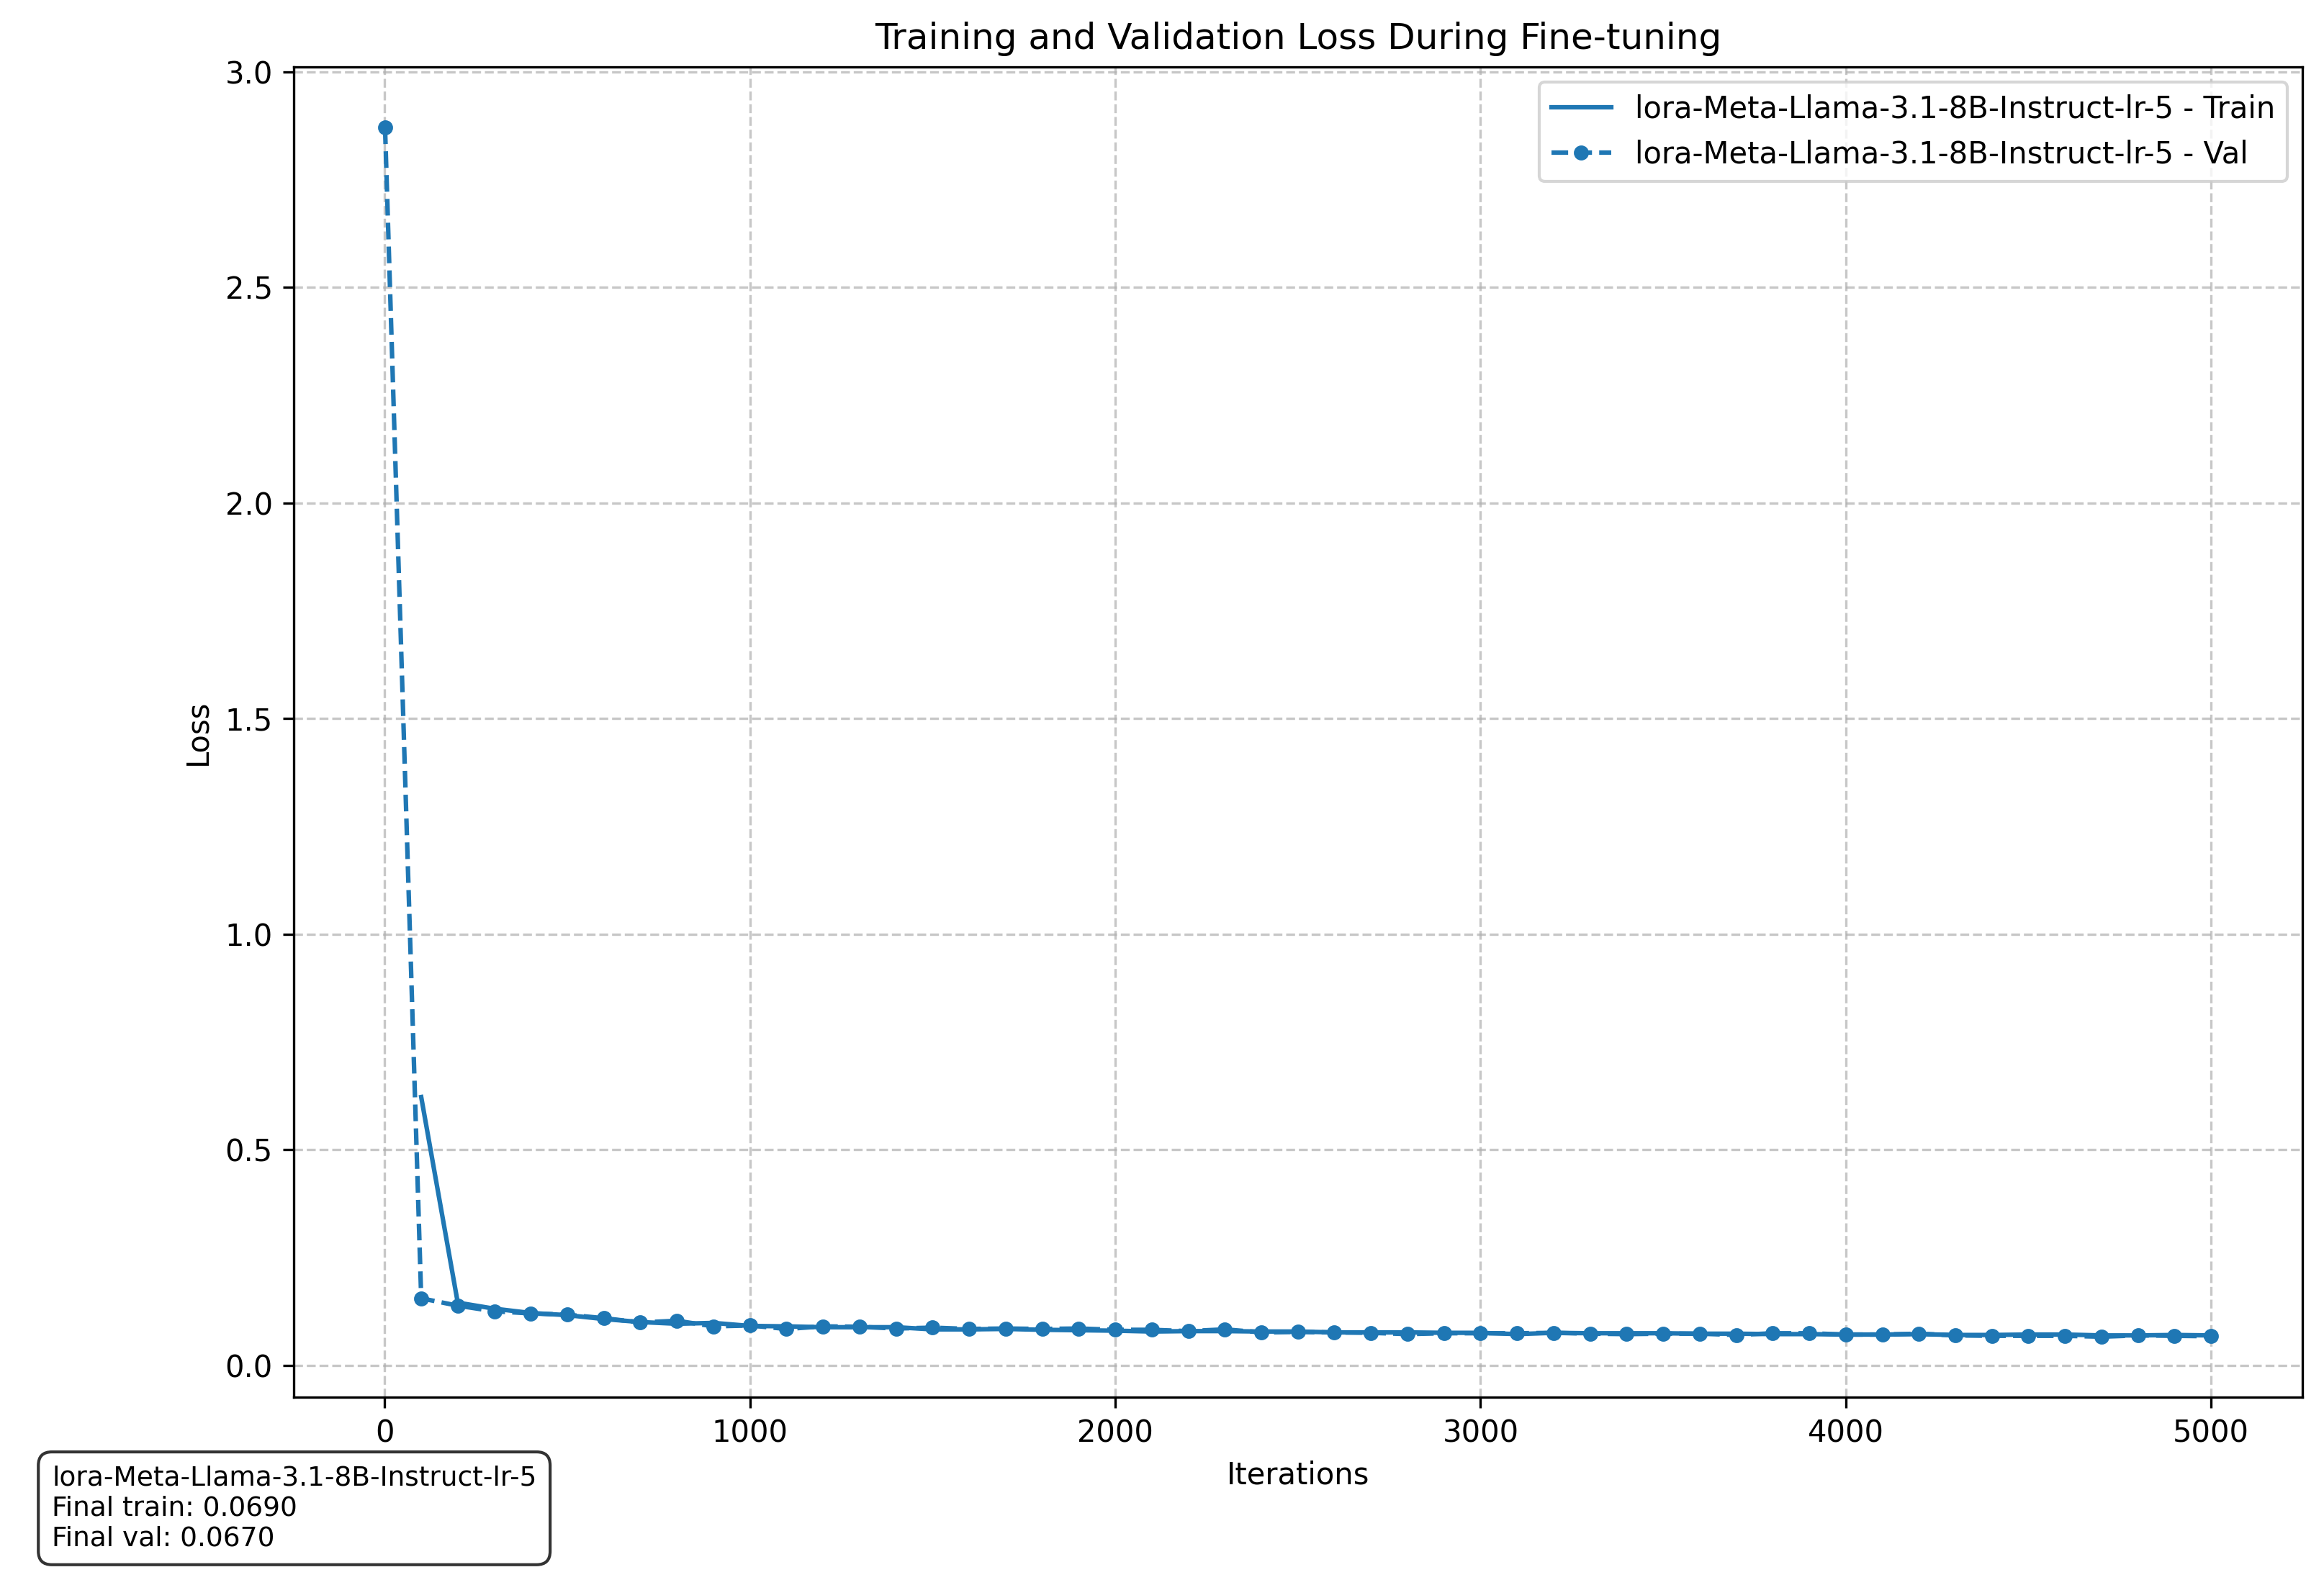 Training and Validation Loss During Fine-tuning
lora-Meta-Llama-3.1-8B-Instruct-lr-5 - Train
lora-Meta-Llama-3.1-8B-Instruct-lr-5 - Val
3.0
2.5
2.0
1.5
1.0
0.5
0.0
Loss
0 1000 2000 3000 4000 5000
Iterations
lora-Meta-Llama-3.1-8B-Instruct-lr-5
Final train: 0.0690
Final val: 0.0670